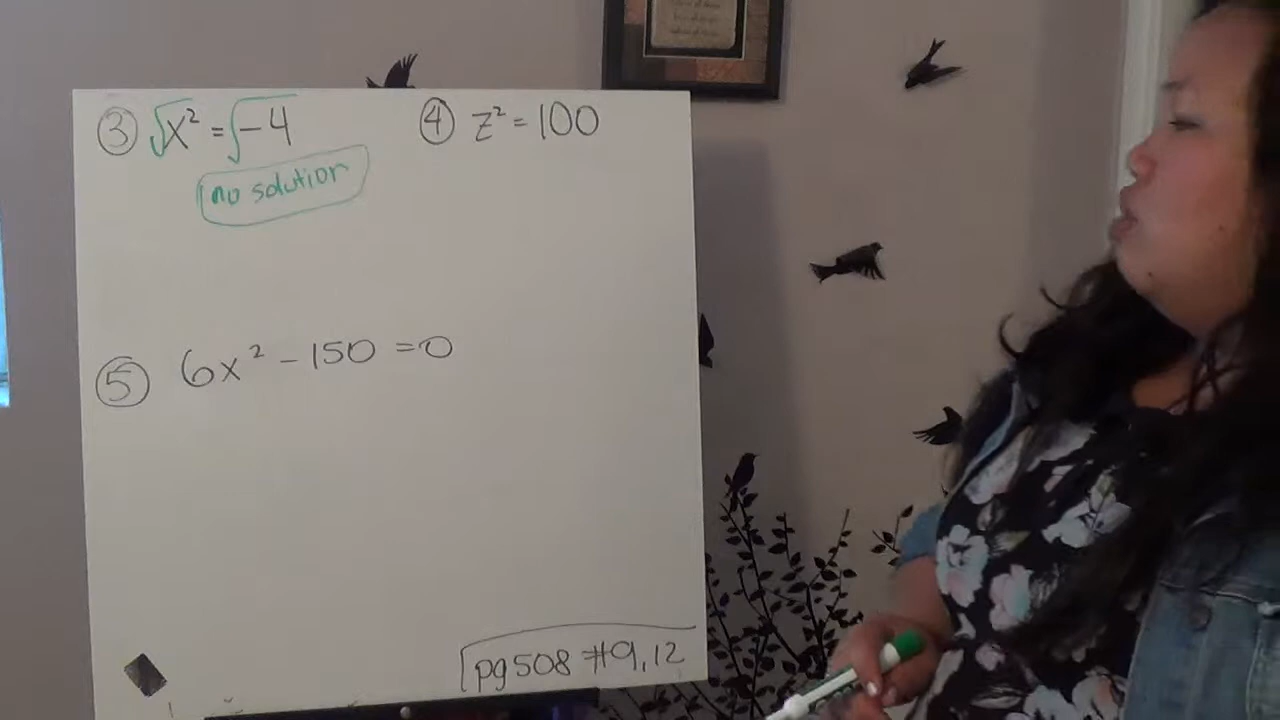 ③ √x² = √-4
no solution
④ z² = 100
⑤ 6x² - 150 = 0
pg 508 #9,12